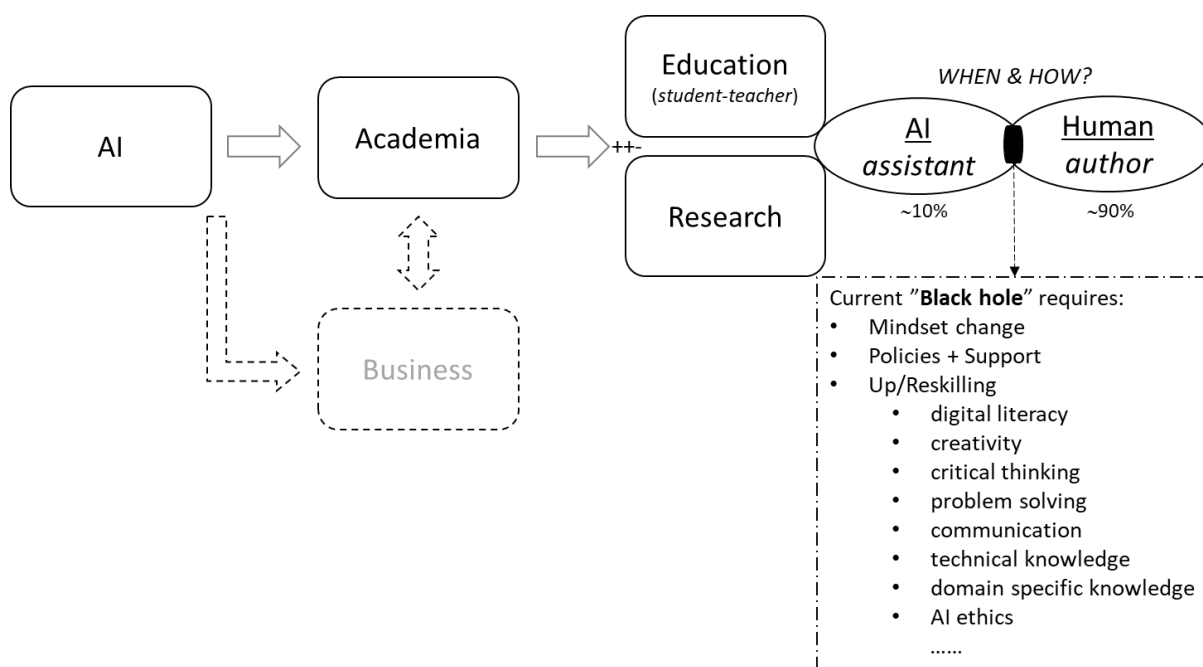 AI
Academia
Business
++-
Education
(student-teacher)
Research
WHEN & HOW?
AI
assistant
Human
author
~10%
~90%
Current ”Black hole” requires:
• Mindset change
• Policies + Support
• Up/Reskilling
• digital literacy
• creativity
• critical thinking
• problem solving
• communication
• technical knowledge
• domain specific knowledge
• AI ethics
……